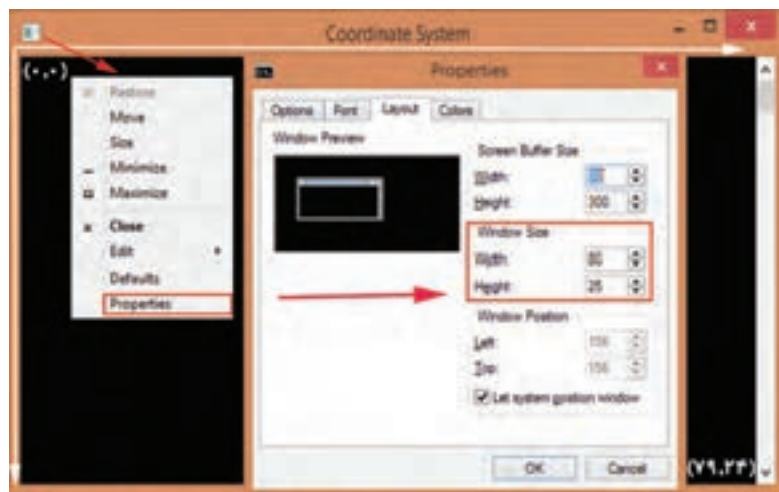 Coordinate System
(۰,۰)
Restore
Move
Size
Minimize
Maximize
Close
Edit
Defaults
Properties
Properties
Options Font Layout Colors
Window Preview
Screen Buffer Size
Width:
Height: 300
Window Size
Width: 80
Height: 25
Window Position
Left: 156
Top: 156
Let system position window
OK Cancel
(۷۹,۲۴)